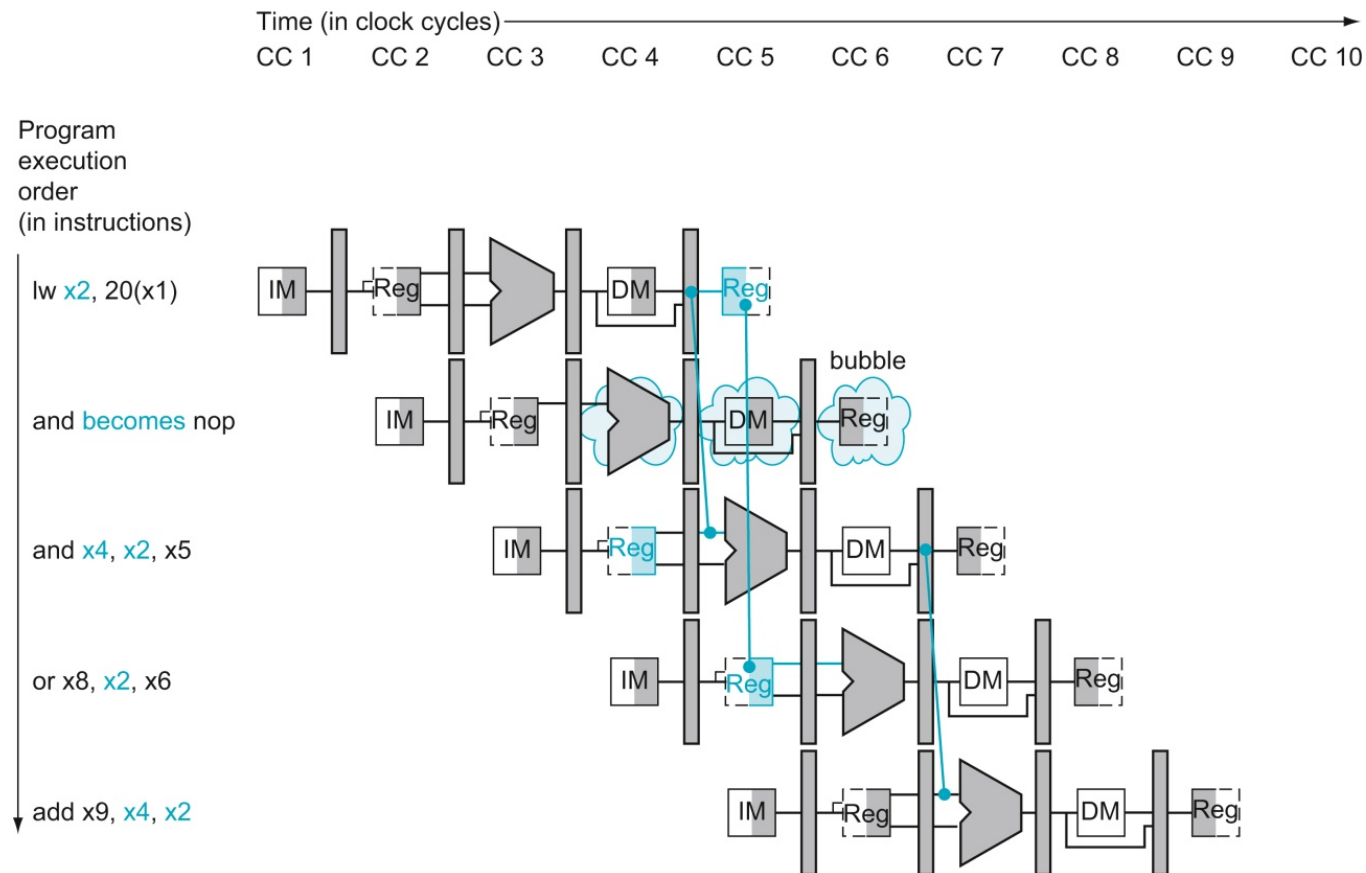 Time (in clock cycles)
CC 1 CC 2 CC 3 CC 4 CC 5 CC 6 CC 7 CC 8 CC 9 CC 10
Program
execution
order
(in instructions)
lw x2, 20(x1)
IM Reg DM Reg
bubble
and becomes nop
IM Reg DM Reg
and x4, x2, x5
IM Reg DM Reg
or x8, x2, x6
IM Reg DM Reg
add x9, x4, x2
IM Reg DM Reg